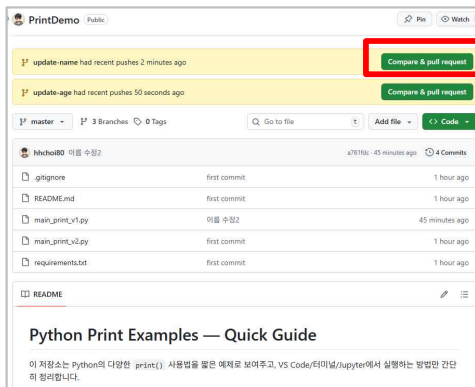 PrintDemo Public Pin Watch
update-name had recent pushes 2 minutes ago Compare & pull request
update-age had recent pushes 50 seconds ago Compare & pull request
master 3 Branches 0 Tags Go to file t Add file <> Code
hhchoi80 이름 수정2 a761fdc · 45 minutes ago 4 Commits
.gitignore first commit 1 hour ago
README.md first commit 1 hour ago
main_print_v1.py 이름 수정2 45 minutes ago
main_print_v2.py first commit 1 hour ago
requirements.txt first commit 1 hour ago
README
Python Print Examples — Quick Guide
이 저장소는 Python의 다양한 print() 사용법을 짧은 예제로 보여주고, VS Code/터미널/Jupyter에서 실행하는 방법만 간단
히 정리합니다.